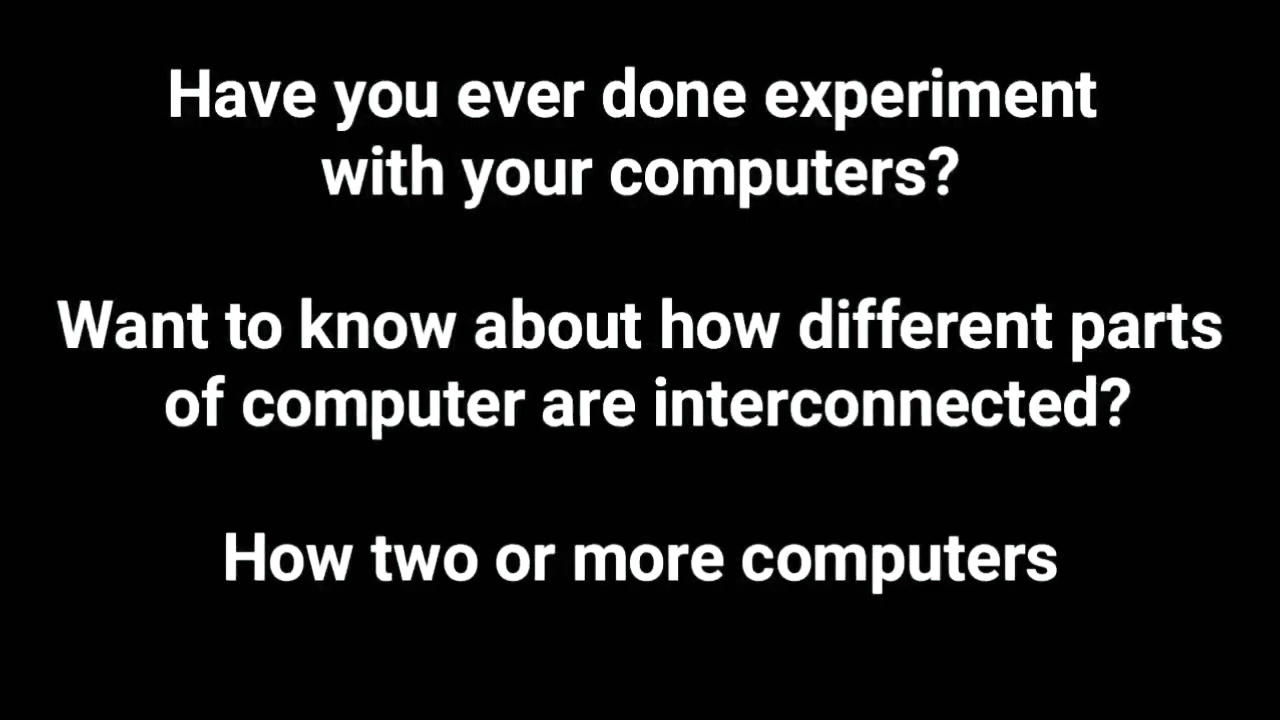 Have you ever done experiment
with your computers?
Want to know about how different parts
of computer are interconnected?
How two or more computers